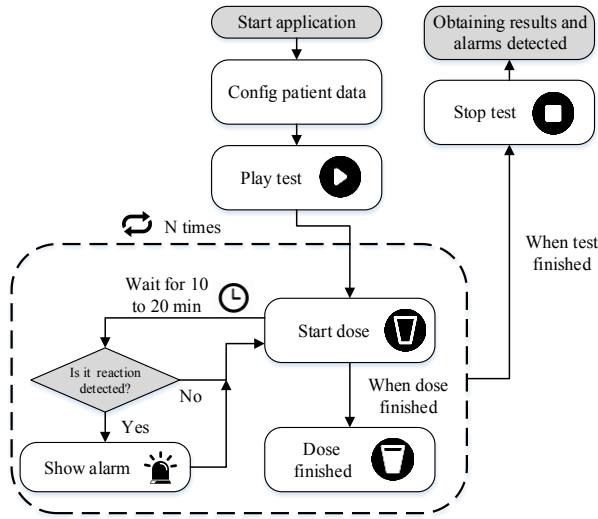 Start application
Config patient data
Play test
Obtaining results and
alarms detected
Stop test
When test
finished
N times
Wait for 10
to 20 min
Start dose
Is it reaction
detected?
No
Yes
Show alarm
When dose
finished
Dose
finished